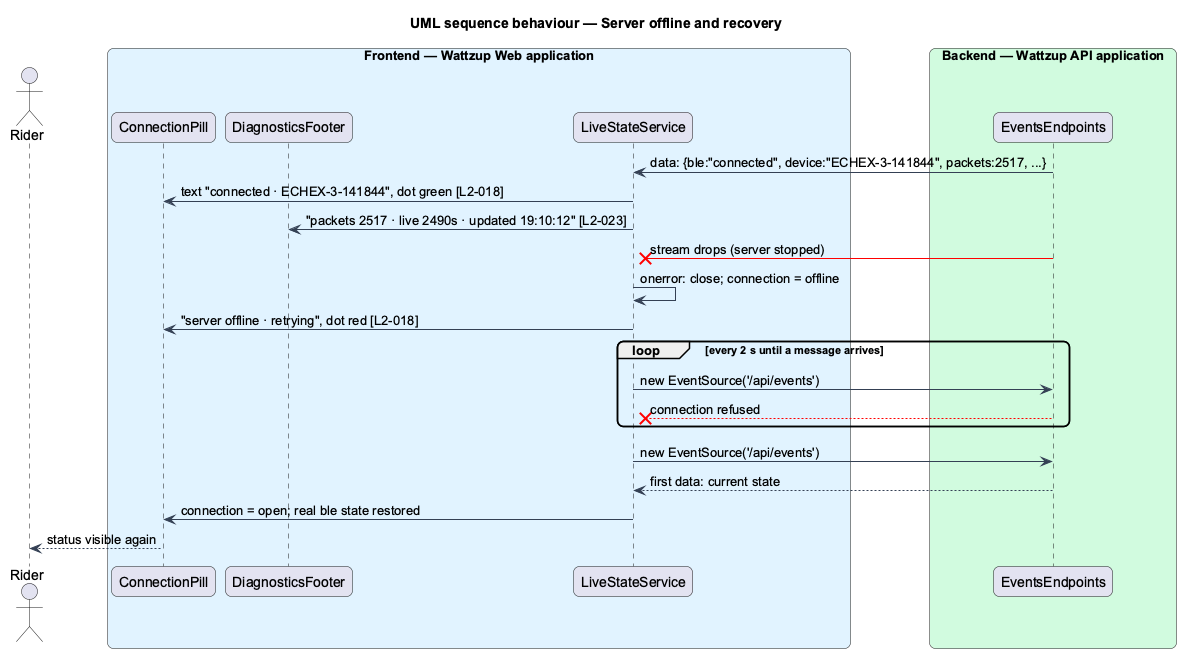 UML sequence behaviour — Server offline and recovery
Frontend — Wattzup Web application
Backend — Wattzup API application
Rider
ConnectionPill
DiagnosticsFooter
LiveStateService
EventsEndpoints
data: {ble:"connected", device:"ECHEX-3-141844", packets:2517, ...}
text "connected · ECHEX-3-141844", dot green [L2-018]
"packets 2517 · live 2490s · updated 19:10:12" [L2-023]
stream drops (server stopped)
onerror: close; connection = offline
"server offline · retrying", dot red [L2-018]
loop [every 2 s until a message arrives]
new EventSource('/api/events')
connection refused
new EventSource('/api/events')
first data: current state
connection = open; real ble state restored
status visible again
Rider
ConnectionPill
DiagnosticsFooter
LiveStateService
EventsEndpoints